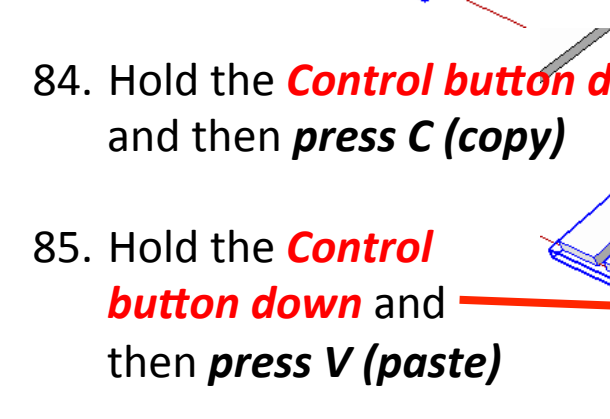 84. Hold the Control button d
and then press C (copy)
85. Hold the Control
button down and
then press V (paste)